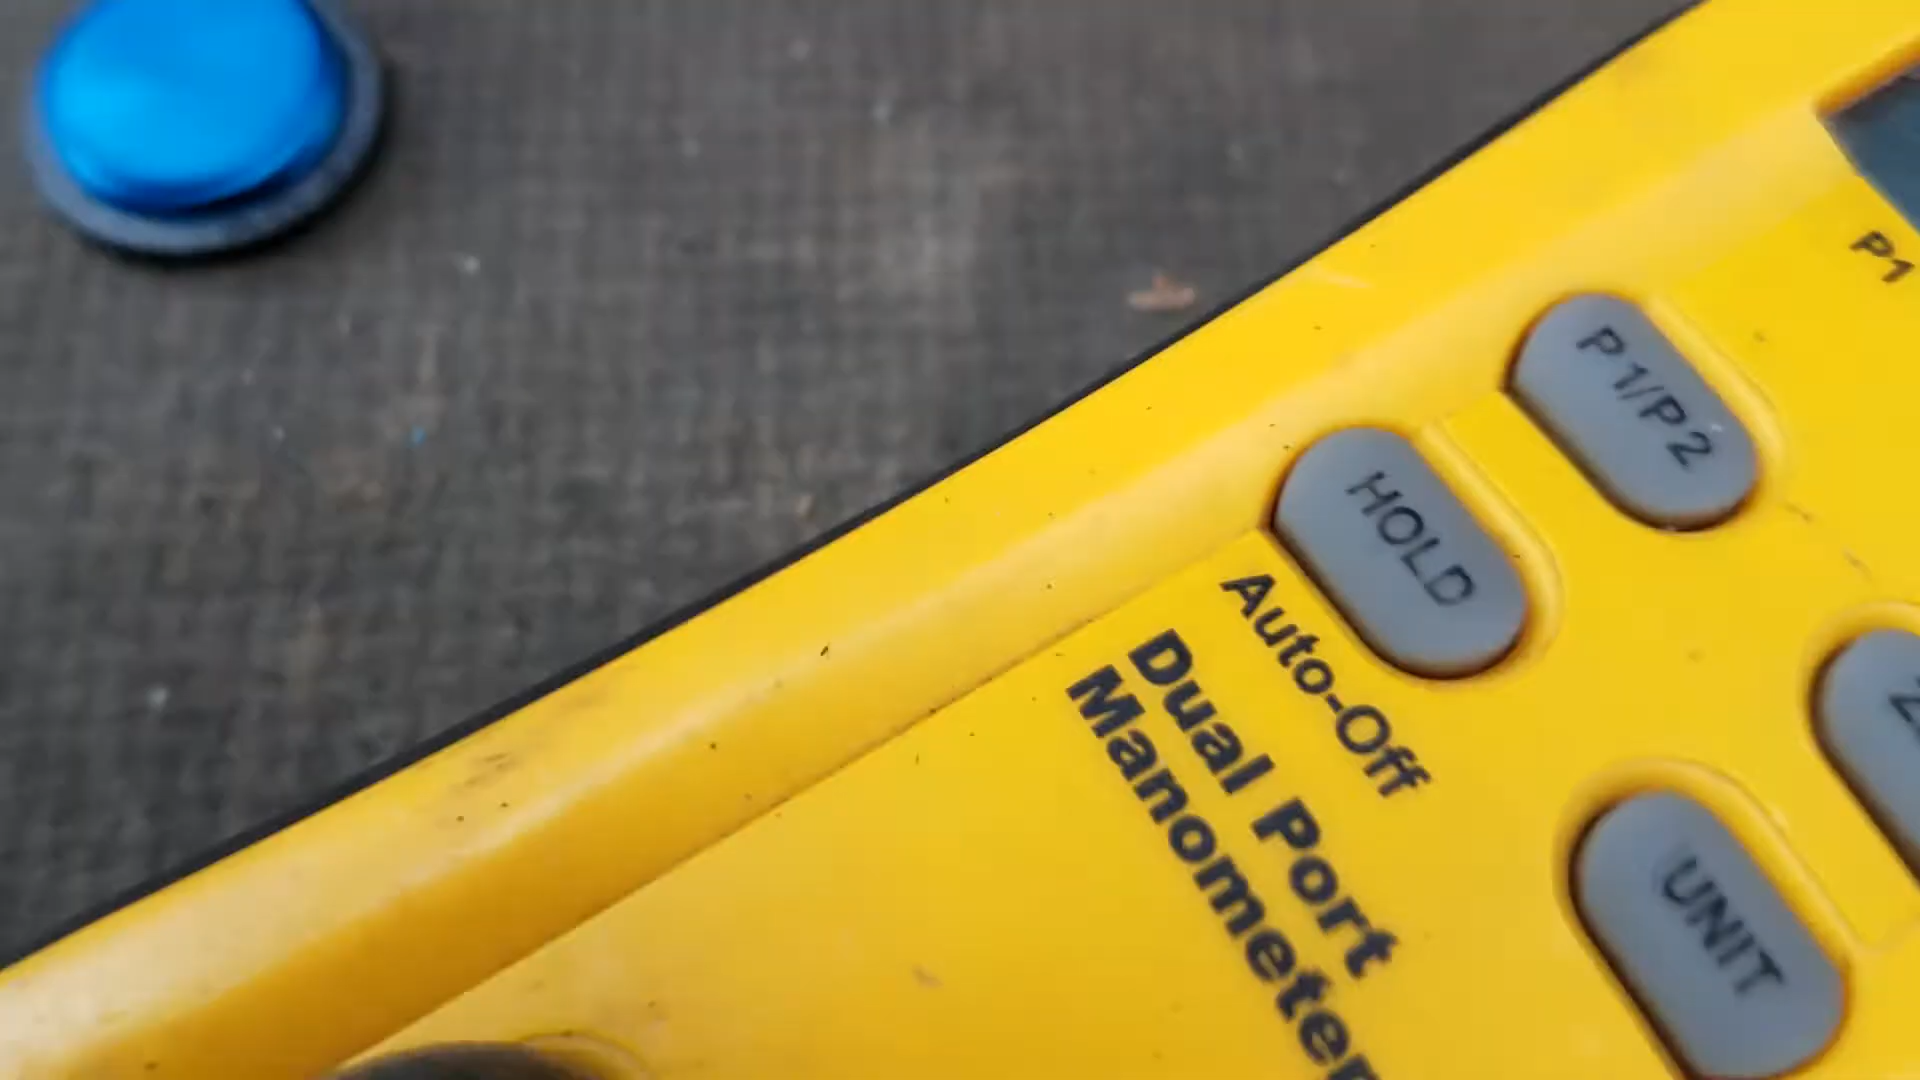 P1
P1/P2
HOLD
Auto-Off
Dual Port
Manometer
UNIT